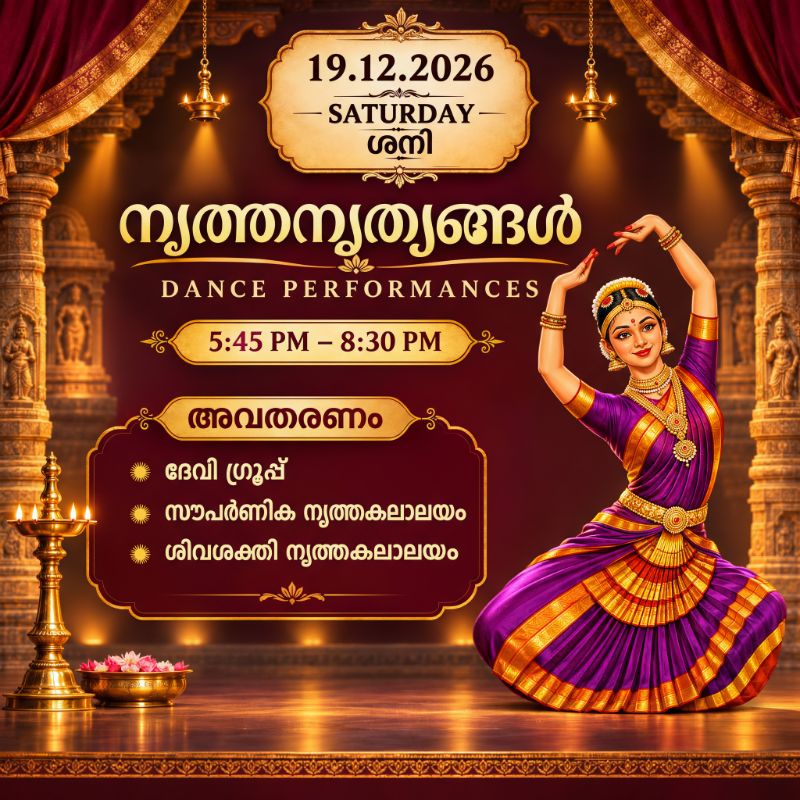 19.12.2026
SATURDAY
ശനി
നൃത്തനൃത്യങ്ങൾ
DANCE PERFORMANCES
5:45 PM – 8:30 PM
അവതരണം
ദേവി ഗ്രൂപ്പ്
സൗപർണിക നൃത്തകലാലയം
ശിവശക്തി നൃത്തകലാലയം